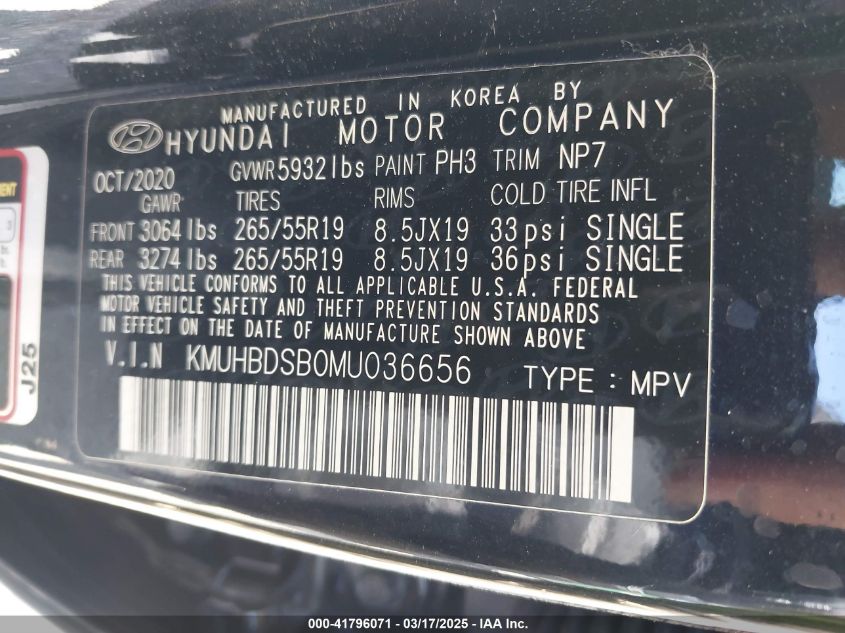 MANUFACTURED IN KOREA BY
HYUNDAI MOTOR COMPANY
OCT/2020 GVWR 5932 lbs PAINT PH3 TRIM NP7
GAWR TIRES RIMS COLD TIRE INFL
FRONT 3064 lbs 265/55R19 8.5JX19 33psi SINGLE
REAR 3274 lbs 265/55R19 8.5JX19 36psi SINGLE
THIS VEHICLE CONFORMS TO ALL APPLICABLE U.S.A. FEDERAL
MOTOR VEHICLE SAFETY AND THEFT PREVENTION STANDARDS
IN EFFECT ON THE DATE OF MANUFACTURE SHOWN ABOVE
V.I.N KMUHBDSB0MU036656 TYPE : MPV
J25
000-41796071 - 03/17/2025 - IAA Inc.